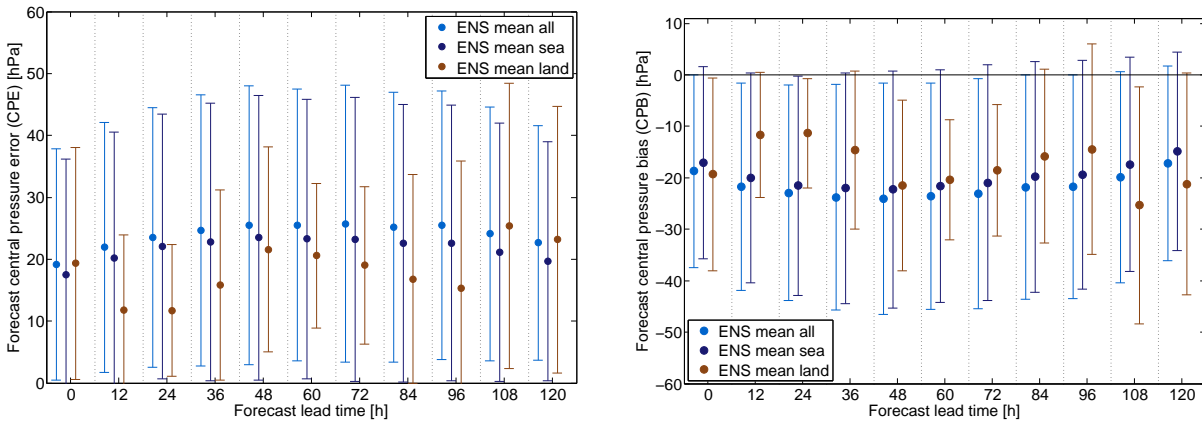 Forecast central pressure error (CPE) [hPa]
60
50
40
30
20
10
0
ENS mean all
ENS mean sea
ENS mean land
0 12 24 36 48 60 72 84 96 108 120
Forecast lead time [h]
Forecast central pressure bias (CPB) [hPa]
10
0
−10
−20
−30
−40
−50
−60
ENS mean all
ENS mean sea
ENS mean land
0 12 24 36 48 60 72 84 96 108 120
Forecast lead time [h]